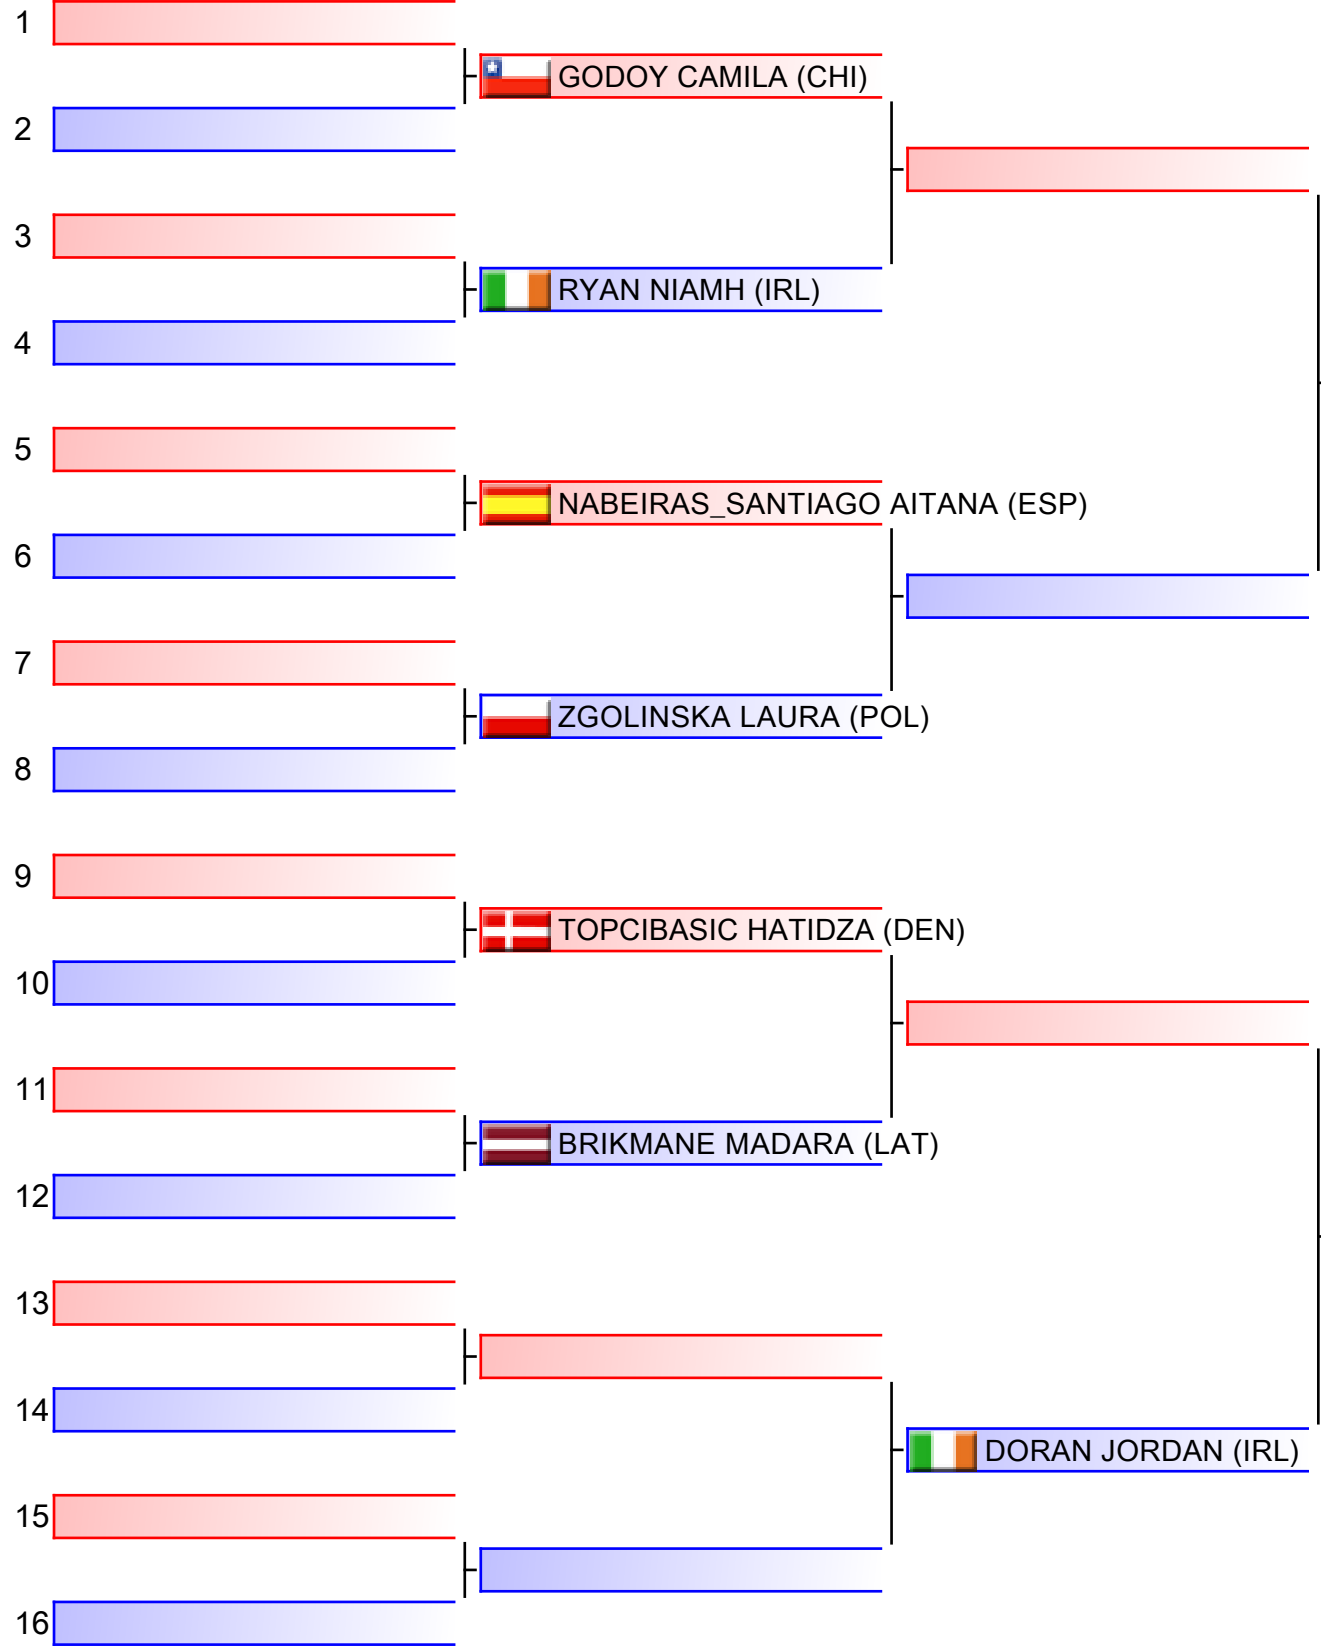 1
GODOY CAMILA (CHI)
2
3
RYAN NIAMH (IRL)
4
5
NABEIRAS_SANTIAGO AITANA (ESP)
6
7
ZGOLINSKA LAURA (POL)
8
9
TOPCIBASIC HATIDZA (DEN)
10
11
BRIKMANE MADARA (LAT)
12
13
14
DORAN JORDAN (IRL)
15
16